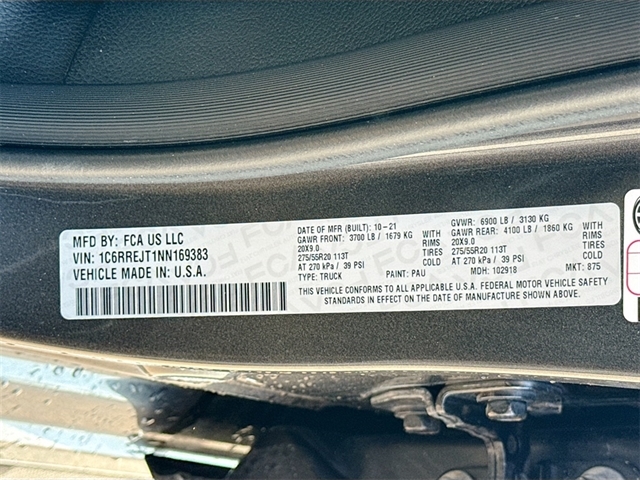 MFD BY: FCA US LLC
VIN: 1C6RREJT1NN169383
VEHICLE MADE IN: U.S.A.
DATE OF MFR (BUILT): 10-21
GAWR FRONT: 3700 LB / 1679 KG
20X9.0 RIMS
275/55R20 113T TIRES
AT 270 kPa / 39 PSI COLD
TYPE: TRUCK PAINT: PAU
GVWR: 6900 LB / 3130 KG
GAWR REAR: 4100 LB / 1860 KG
20X9.0 RIMS
275/55R20 113T TIRES
AT 270 kPa / 39 PSI COLD
MDH: 102918 MKT: 875
THIS VEHICLE CONFORMS TO ALL APPLICABLE U.S.A. FEDERAL MOTOR VEHICLE SAFETY
STANDARDS IN EFFECT ON THE DATE OF MANUFACTURE SHOWN ABOVE.